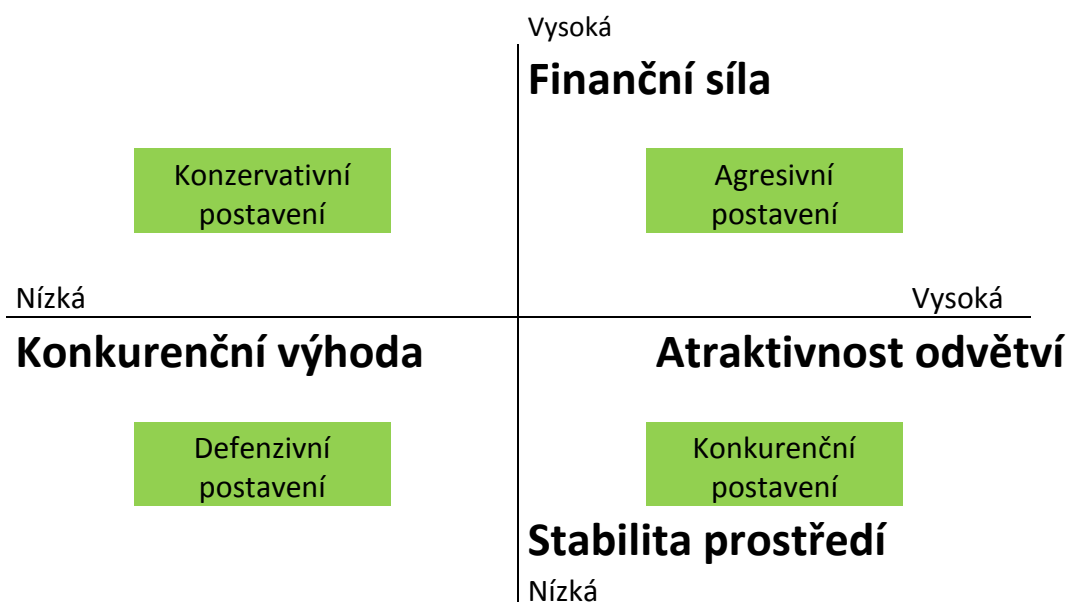 Vysoká
Finanční síla
Konzervativní
postavení
Agresivní
postavení
Nízká
Vysoká
Konkurenční výhoda
Atraktivnost odvětví
Defenzivní
postavení
Konkurenční
postavení
Stabilita prostředí
Nízká